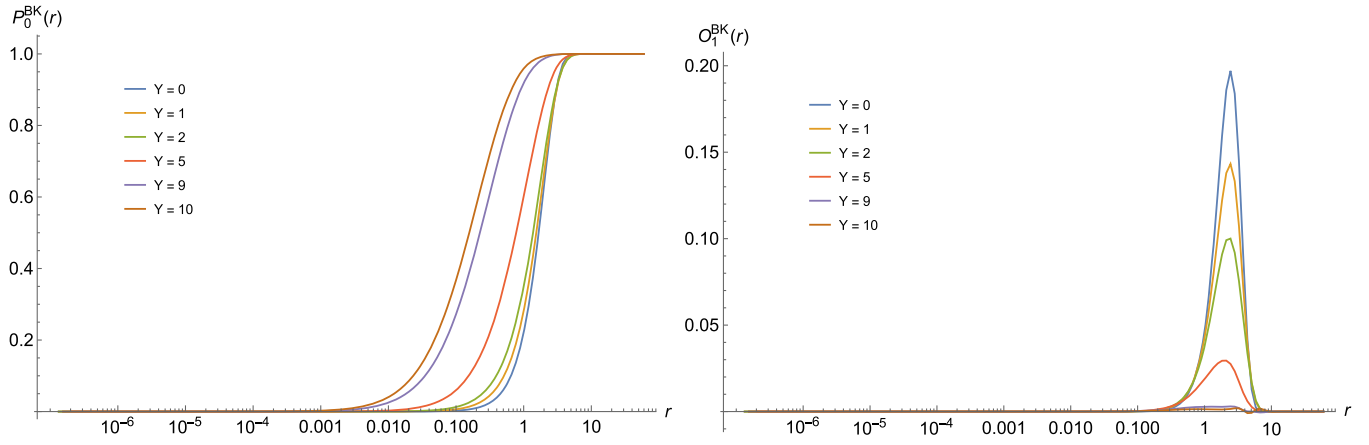 P₀ᴮᴷ(r)
1.0
0.8
0.6
0.4
0.2
Y = 0
Y = 1
Y = 2
Y = 5
Y = 9
Y = 10
10⁻⁶
10⁻⁵
10⁻⁴
0.001
0.010
0.100
1
10
r
O₁ᴮᴷ(r)
0.20
0.15
0.10
0.05
Y = 0
Y = 1
Y = 2
Y = 5
Y = 9
Y = 10
10⁻⁶
10⁻⁵
10⁻⁴
0.001
0.010
0.100
1
10
r